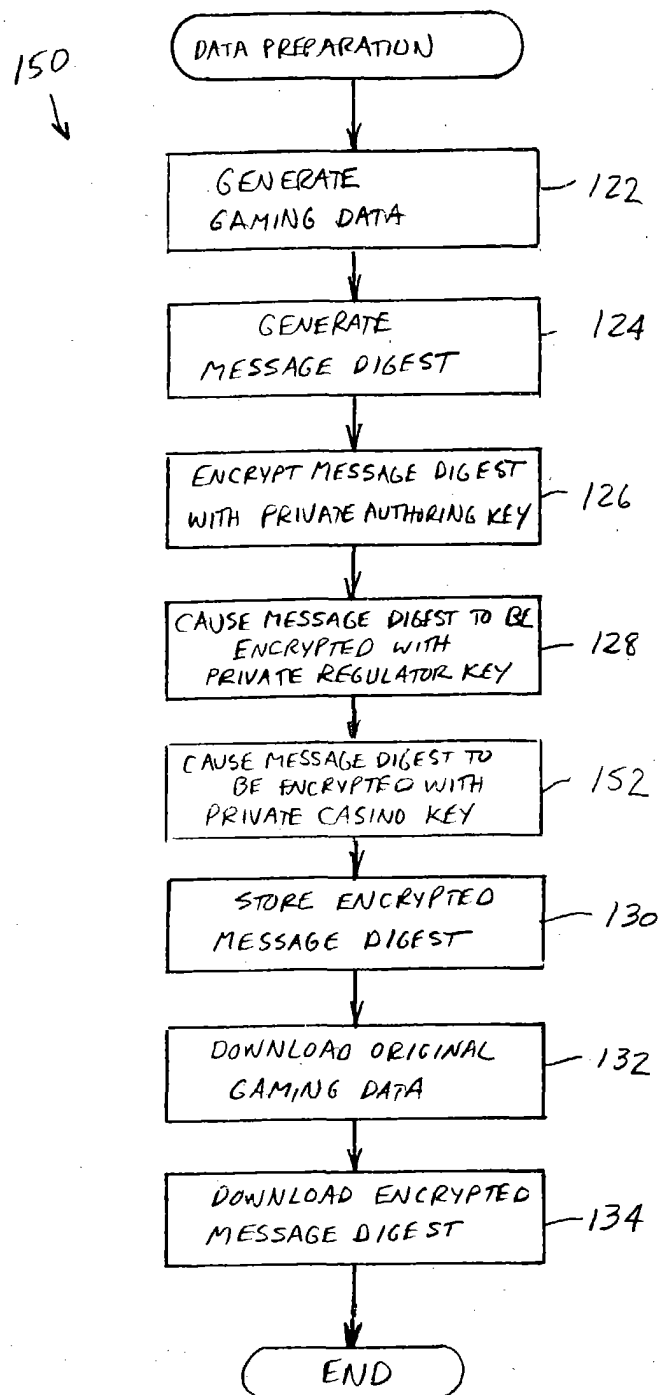 150
DATA PREPARATION
GENERATE
GAMING DATA
122
GENERATE
MESSAGE DIGEST
124
ENCRYPT MESSAGE DIGEST
WITH PRIVATE AUTHORING KEY
126
CAUSE MESSAGE DIGEST TO BE
ENCRYPTED WITH
PRIVATE REGULATOR KEY
128
CAUSE MESSAGE DIGEST TO
BE ENCRYPTED WITH
PRIVATE CASINO KEY
152
STORE ENCRYPTED
MESSAGE DIGEST
130
DOWNLOAD ORIGINAL
GAMING DATA
132
DOWNLOAD ENCRYPTED
MESSAGE DIGEST
134
END